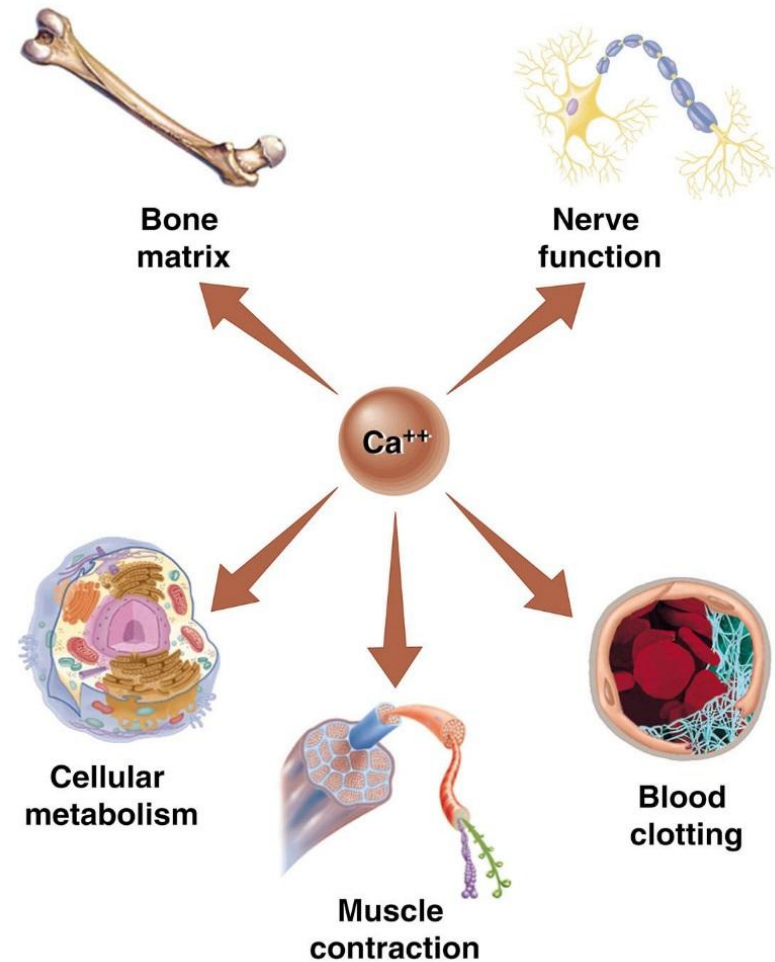 Bone
matrix
Nerve
function
Ca⁺⁺
Cellular
metabolism
Muscle
contraction
Blood
clotting